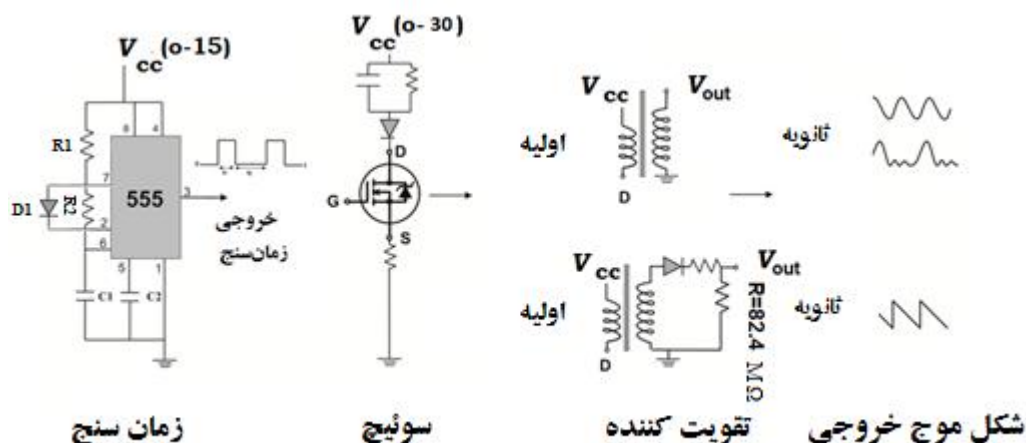 Vcc(o-15)
R1
8
4
7
D1
R2
555
3
2
6
5
1
C1
C2
خروجی
زمان‌سنج
زمان سنج
Vcc(o-30)
D
G
S
سوئیچ
Vcc
Vout
اولیه
D
Vcc
Vout
اولیه
D
R=82.4 MΩ
تقویت کننده
ثانویه
ثانویه
شکل موج خروجی